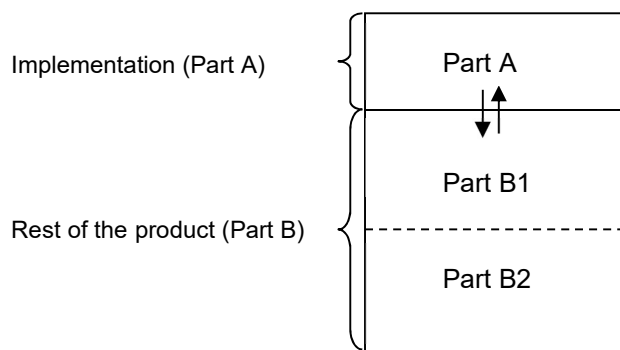 Implementation (Part A)
Part A
Part B1
Rest of the product (Part B)
Part B2